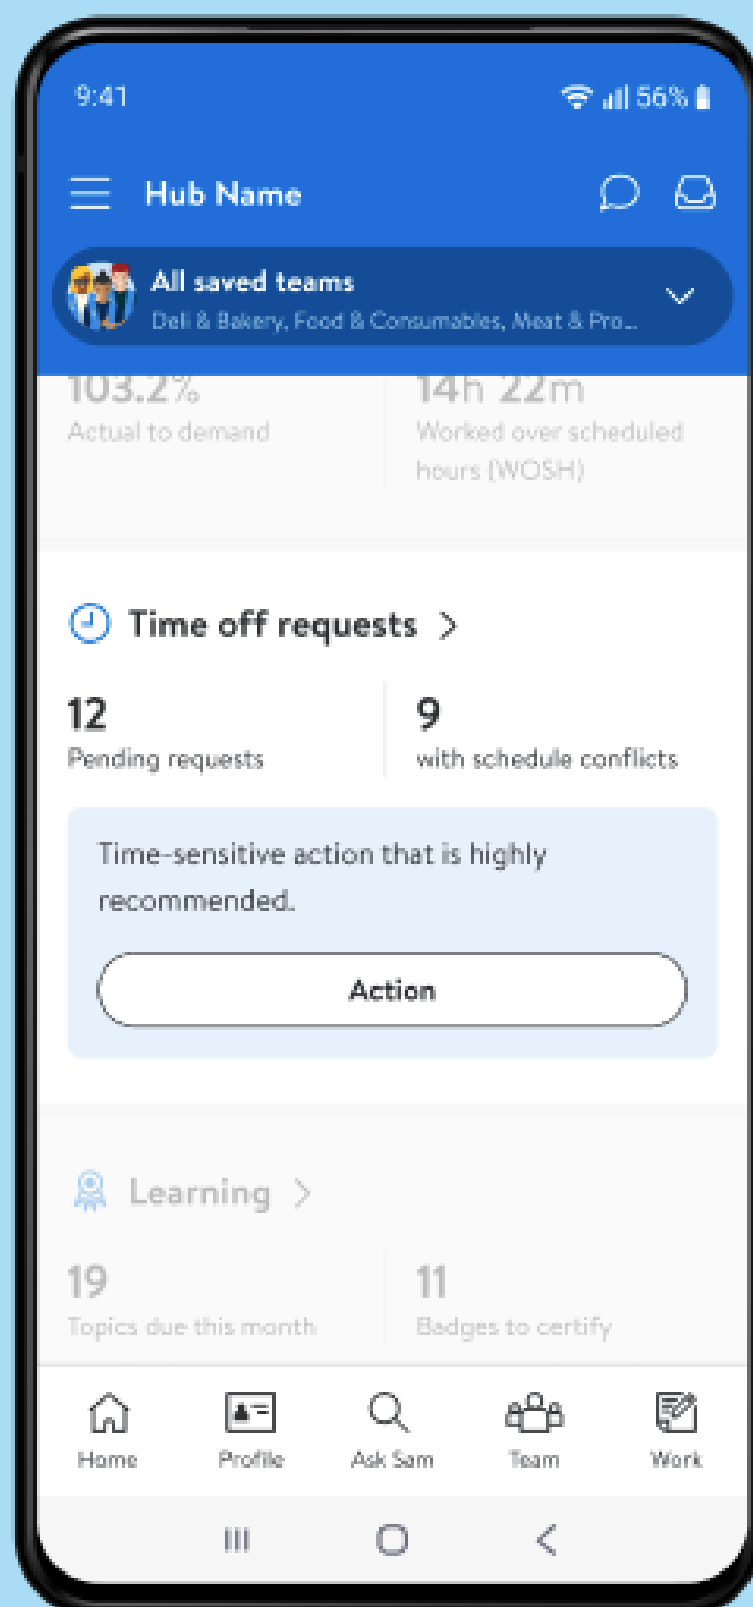 9:41
56%
Hub Name
All saved teams
Deli & Bakery, Food & Consumables, Meat & Pro...
103.2%
14h 22m
Actual to demand
Worked over scheduled
hours (WOSH)
Time off requests
12
9
Pending requests
with schedule conflicts
Time-sensitive action that is highly
recommended.
Action
Learning
19
11
Topics due this month
Badges to certify
Home
Profile
Ask Sam
Team
Work